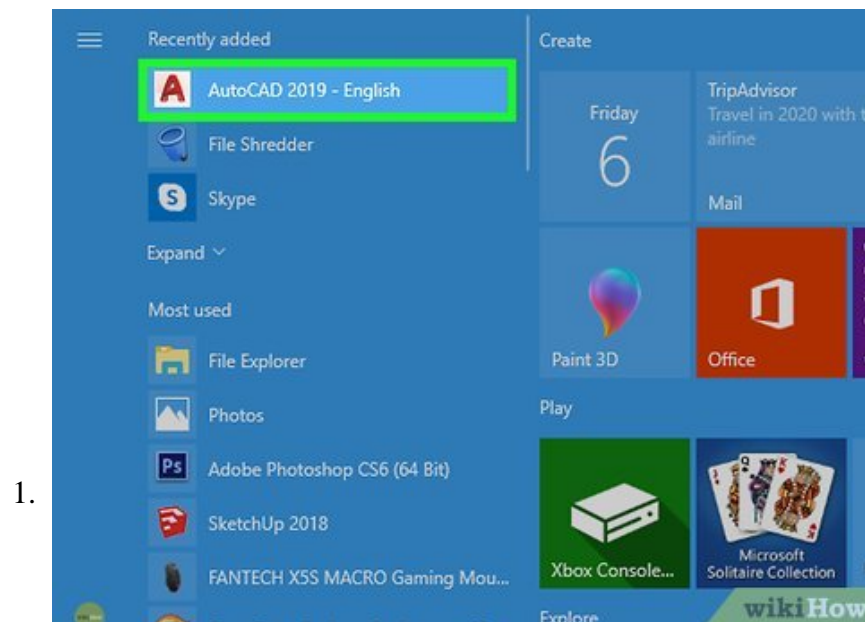 Recently added
AutoCAD 2019 - English
File Shredder
Skype
Expand
Most used
File Explorer
Photos
Ps
Adobe Photoshop CS6 (64 Bit)
SketchUp 2018
FANTECH X5S MACRO Gaming Mou...
1.
Create
Friday
6
TripAdvisor
Travel in 2020 with t
airline
Mail
Paint 3D
Office
Play
Xbox Console...
Microsoft
Solitaire Collection
Explore
wikiHow